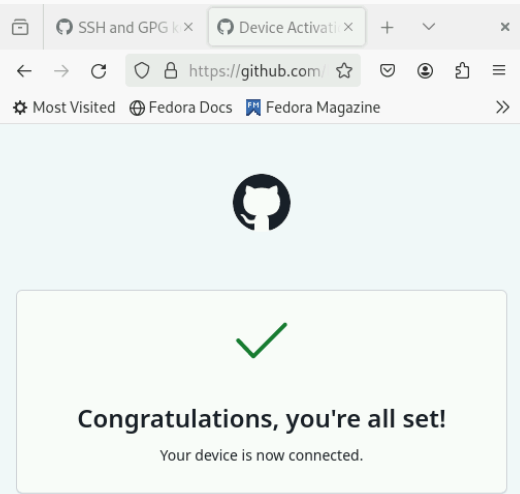 SSH and GPG k
Device Activati
https://github.com/
Most Visited
Fedora Docs
FM
Fedora Magazine
Congratulations, you're all set!
Your device is now connected.